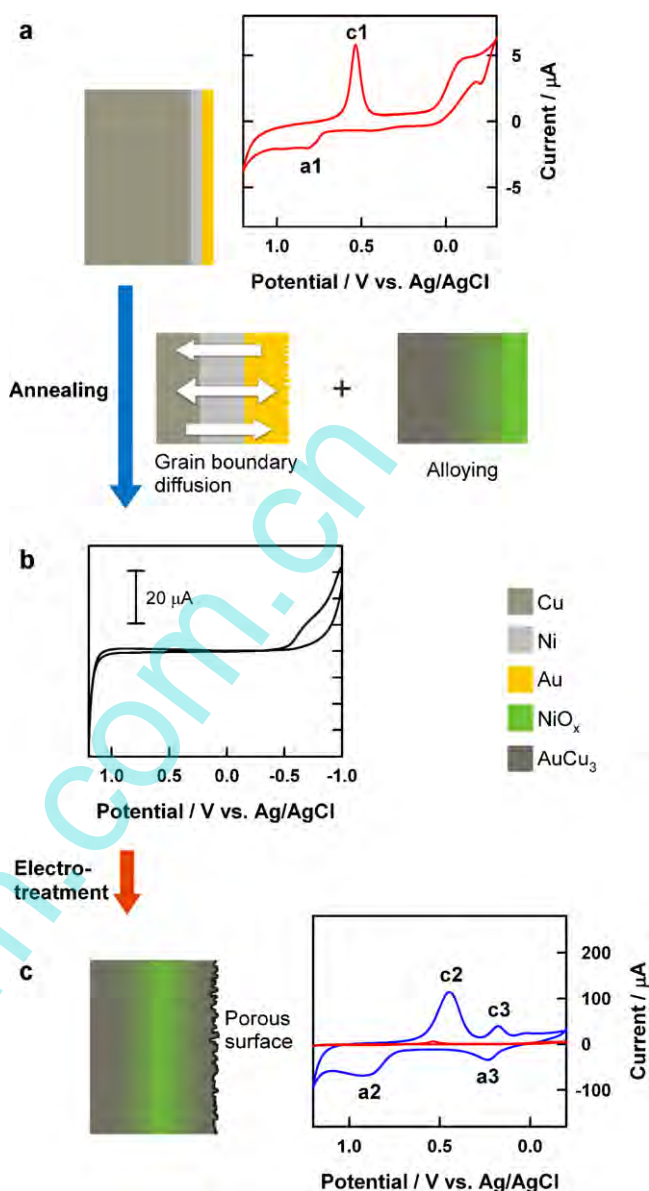 a
c1
5
0
-5
a1
1.0 0.5 0.0
Current / μA
Potential / V vs. Ag/AgCl
Annealing
+
Grain boundary
diffusion
Alloying
b
20 μA
1.0 0.5 0.0 -0.5 -1.0
Potential / V vs. Ag/AgCl
Cu
Ni
Au
NiOₓ
AuCu₃
Electro-
treatment
c
Porous
surface
c2
c3
200
100
0
-100
a2
a3
1.0 0.5 0.0
Current / μA
Potential / V vs. Ag/AgCl
m.com.cn